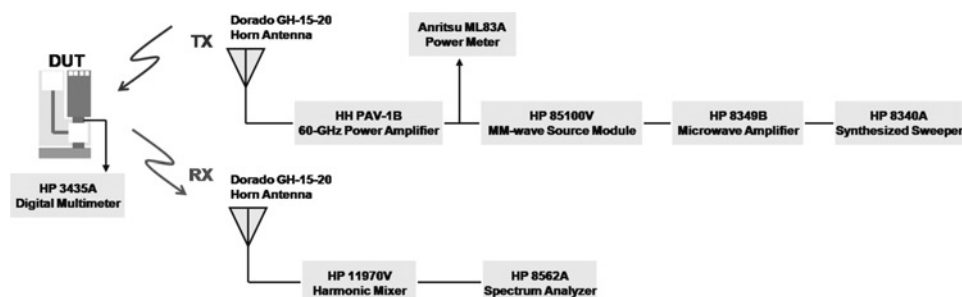 Dorado GH-15-20
Horn Antenna
TX
Anritsu ML83A
Power Meter
DUT
HH PAV-1B
60-GHz Power Amplifier
HP 85100V
MM-wave Source Module
HP 8349B
Microwave Amplifier
HP 8340A
Synthesized Sweeper
HP 3435A
Digital Multimeter
RX
Dorado GH-15-20
Horn Antenna
HP 11970V
Harmonic Mixer
HP 8562A
Spectrum Analyzer